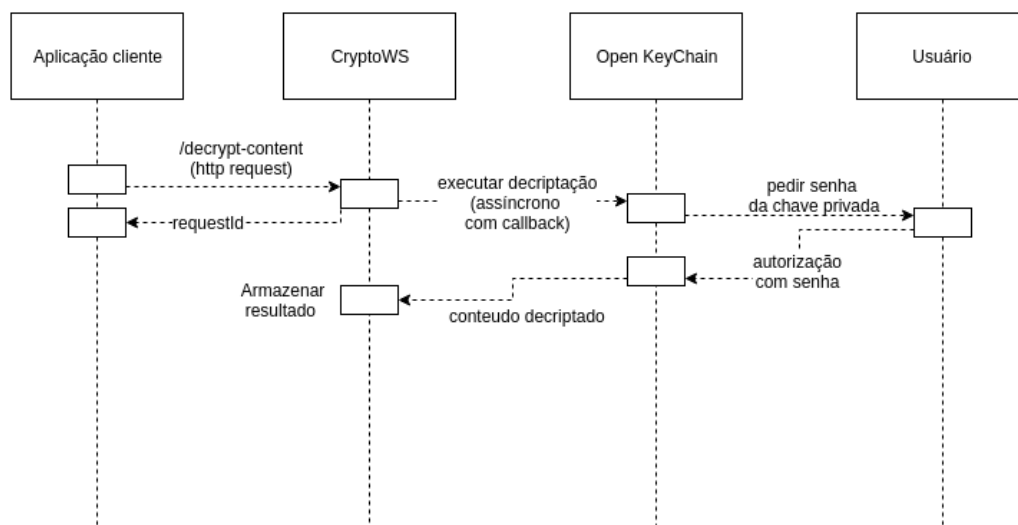 Aplicação cliente
CryptoWS
Open KeyChain
Usuário
/decrypt-content
(http request)
requestId
executar decriptação
(assíncrono
com callback)
pedir senha
da chave privada
autorização
com senha
Armazenar
resultado
conteudo decriptado